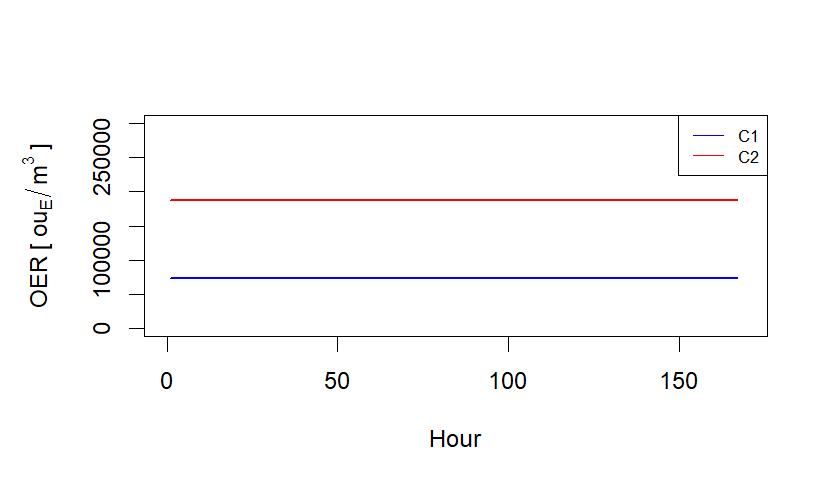 OER [ ou_E/ m^3 ]
250000
100000
0
C1
C2
0 50 100 150
Hour